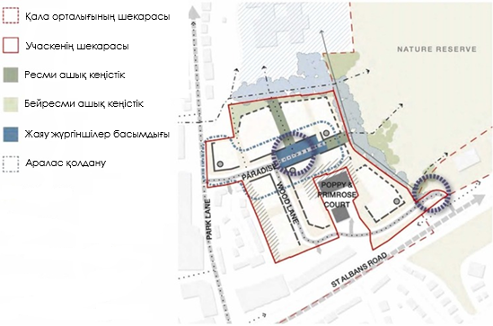 Қала орталығының шекарасы
Учаскенің шекарасы
Ресми ашық кеңістік
Бейресми ашық кеңістік
Жаяу жүргіншілер басымдығы
Аралас қолдану
NATURE RESERVE
PARADISE
WOOD LANE
POPPY &
PRIMROSE
COURT
PARK LANE
ST ALBANS ROAD